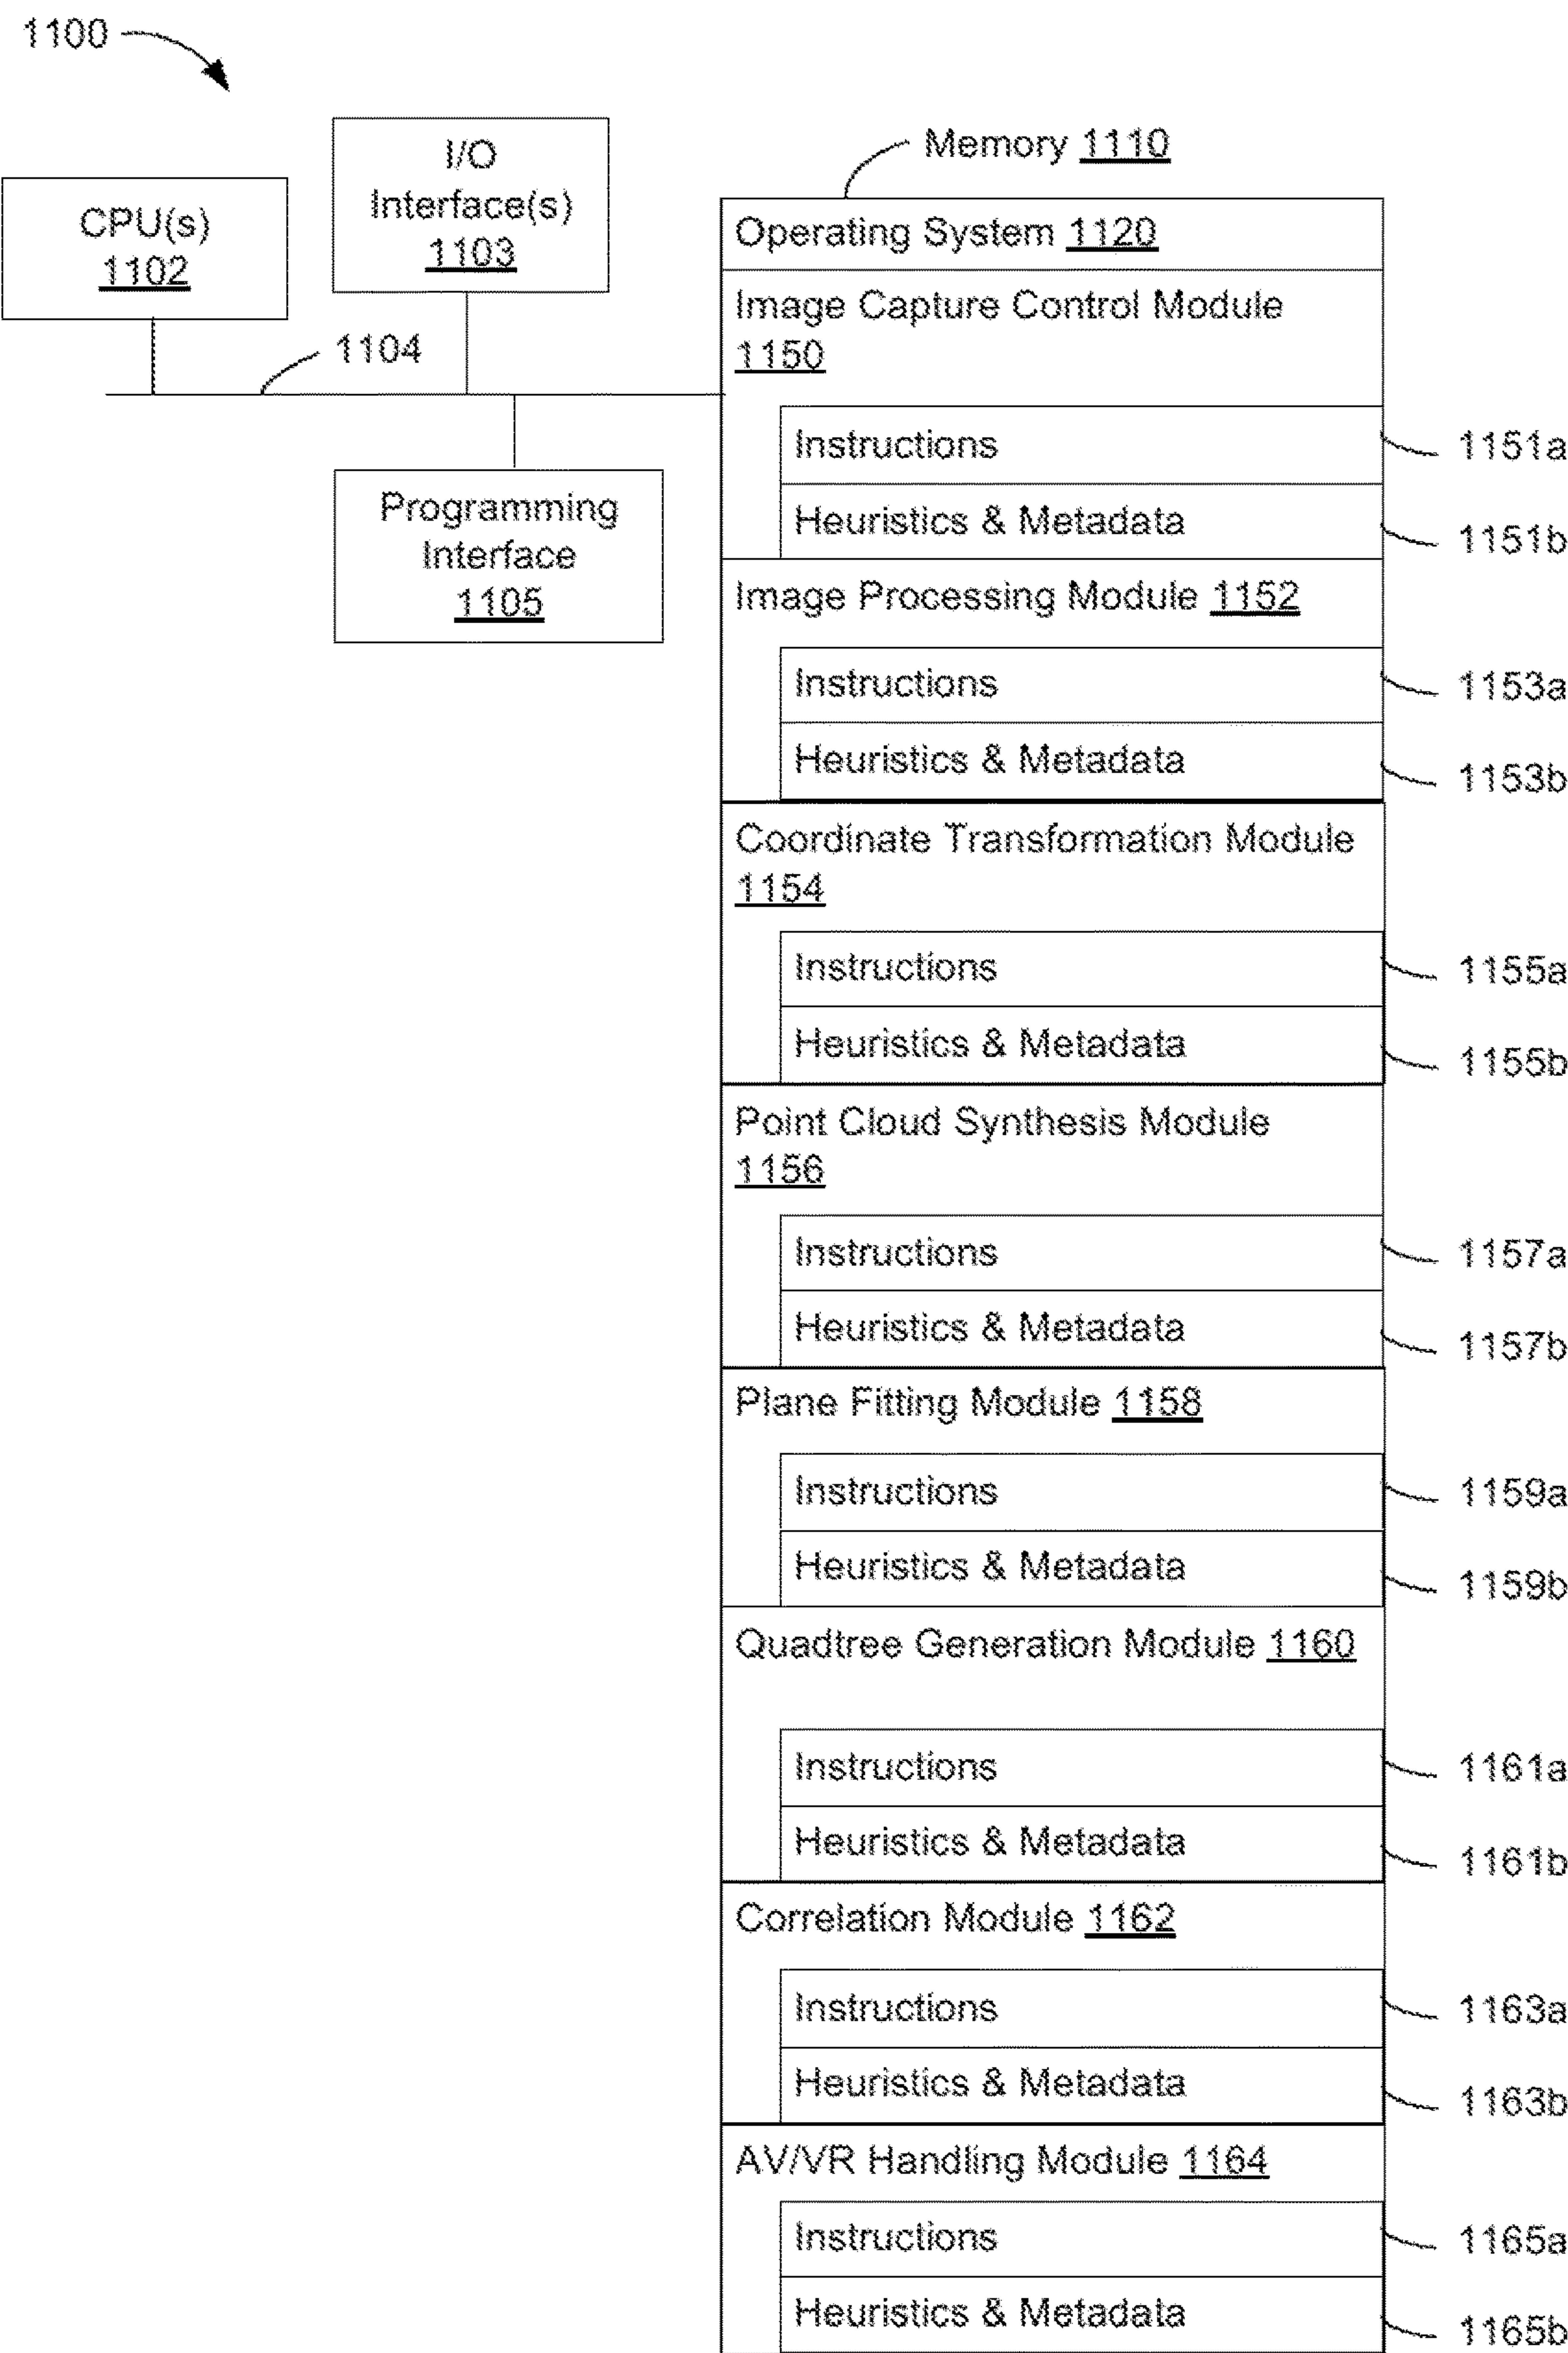 1100
CPU(s)
1102
I/O
Interface(s)
1103
1104
Programming
Interface
1105
Memory 1110
Operating System 1120
Image Capture Control Module
1150
Instructions
1151a
Heuristics & Metadata
1151b
Image Processing Module 1152
Instructions
1153a
Heuristics & Metadata
1153b
Coordinate Transformation Module
1154
Instructions
1155a
Heuristics & Metadata
1155b
Point Cloud Synthesis Module
1156
Instructions
1157a
Heuristics & Metadata
1157b
Plane Fitting Module 1158
Instructions
1159a
Heuristics & Metadata
1159b
Quadtree Generation Module 1160
Instructions
1161a
Heuristics & Metadata
1161b
Correlation Module 1162
Instructions
1163a
Heuristics & Metadata
1163b
AV/VR Handling Module 1164
Instructions
1165a
Heuristics & Metadata
1165b